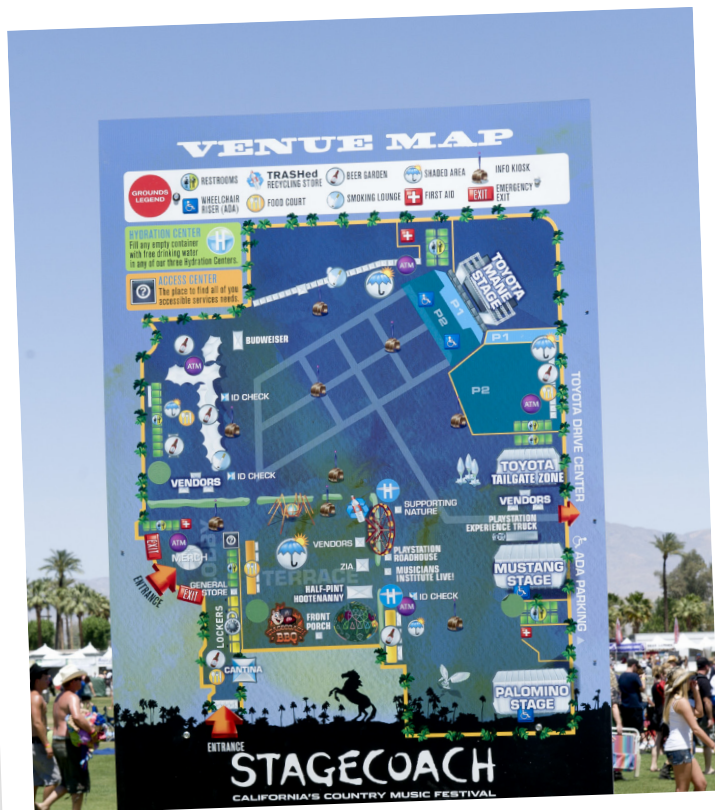 VENUE MAP
GROUNDS
LEGEND
RESTROOMS
TRASHed
RECYCLING STORE
BEER GARDEN
SHADED AREA
INFO KIOSK
WHEELCHAIR
RISER (ADA)
FOOD COURT
SMOKING LOUNGE
FIRST AID
EXIT
EMERGENCY
EXIT
HYDRATION CENTER
Fill any empty container
with free drinking water
in any of our three Hydration Centers.
H
ACCESS CENTER
The place to find all of you
accessible services needs.
?
ATM
TOYOTA
MANE
STAGE
P1
P2
P1
P2
BUDWEISER
ATM
ID CHECK
ATM
TOYOTA DRIVE CENTER
ID CHECK
VENDORS
TOYOTA
TAILGATE ZONE
VENDORS
H
SUPPORTING
NATURE
PLAYSTATION
EXPERIENCE TRUCK
EXIT
ATM
MERCH
?
VENDORS
PLAYSTATION
ROADHOUSE
ZIA
MUSICIANS
INSTITUTE LIVE!
TERRACE
MUSTANG
STAGE
ADA PARKING
ENTRANCE
EXIT
GENERAL
STORE
HALF-PINT
HOOTENANNY
H
ATM
ID CHECK
LOCKERS
BBQ
FRONT
PORCH
CANTINA
PALOMINO
STAGE
ENTRANCE
STAGECOACH
CALIFORNIA'S COUNTRY MUSIC FESTIVAL